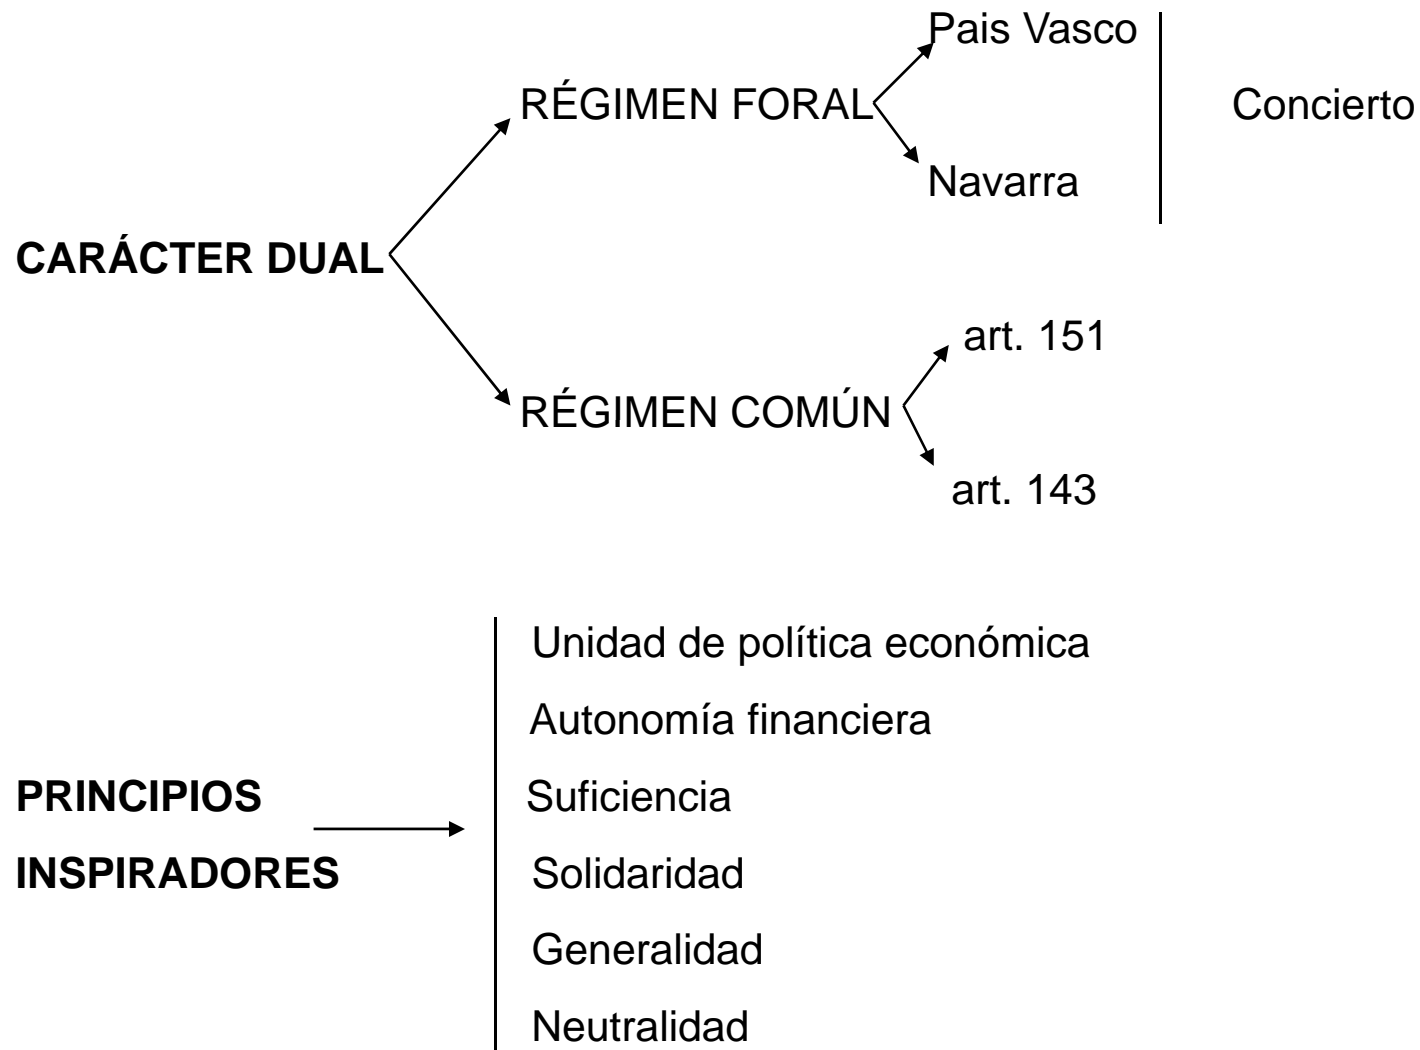 Pais Vasco
RÉGIMEN FORAL
Concierto
Navarra
CARÁCTER DUAL
art. 151
RÉGIMEN COMÚN
art. 143
Unidad de política económica
Autonomía financiera
PRINCIPIOS
Suficiencia
INSPIRADORES
Solidaridad
Generalidad
Neutralidad